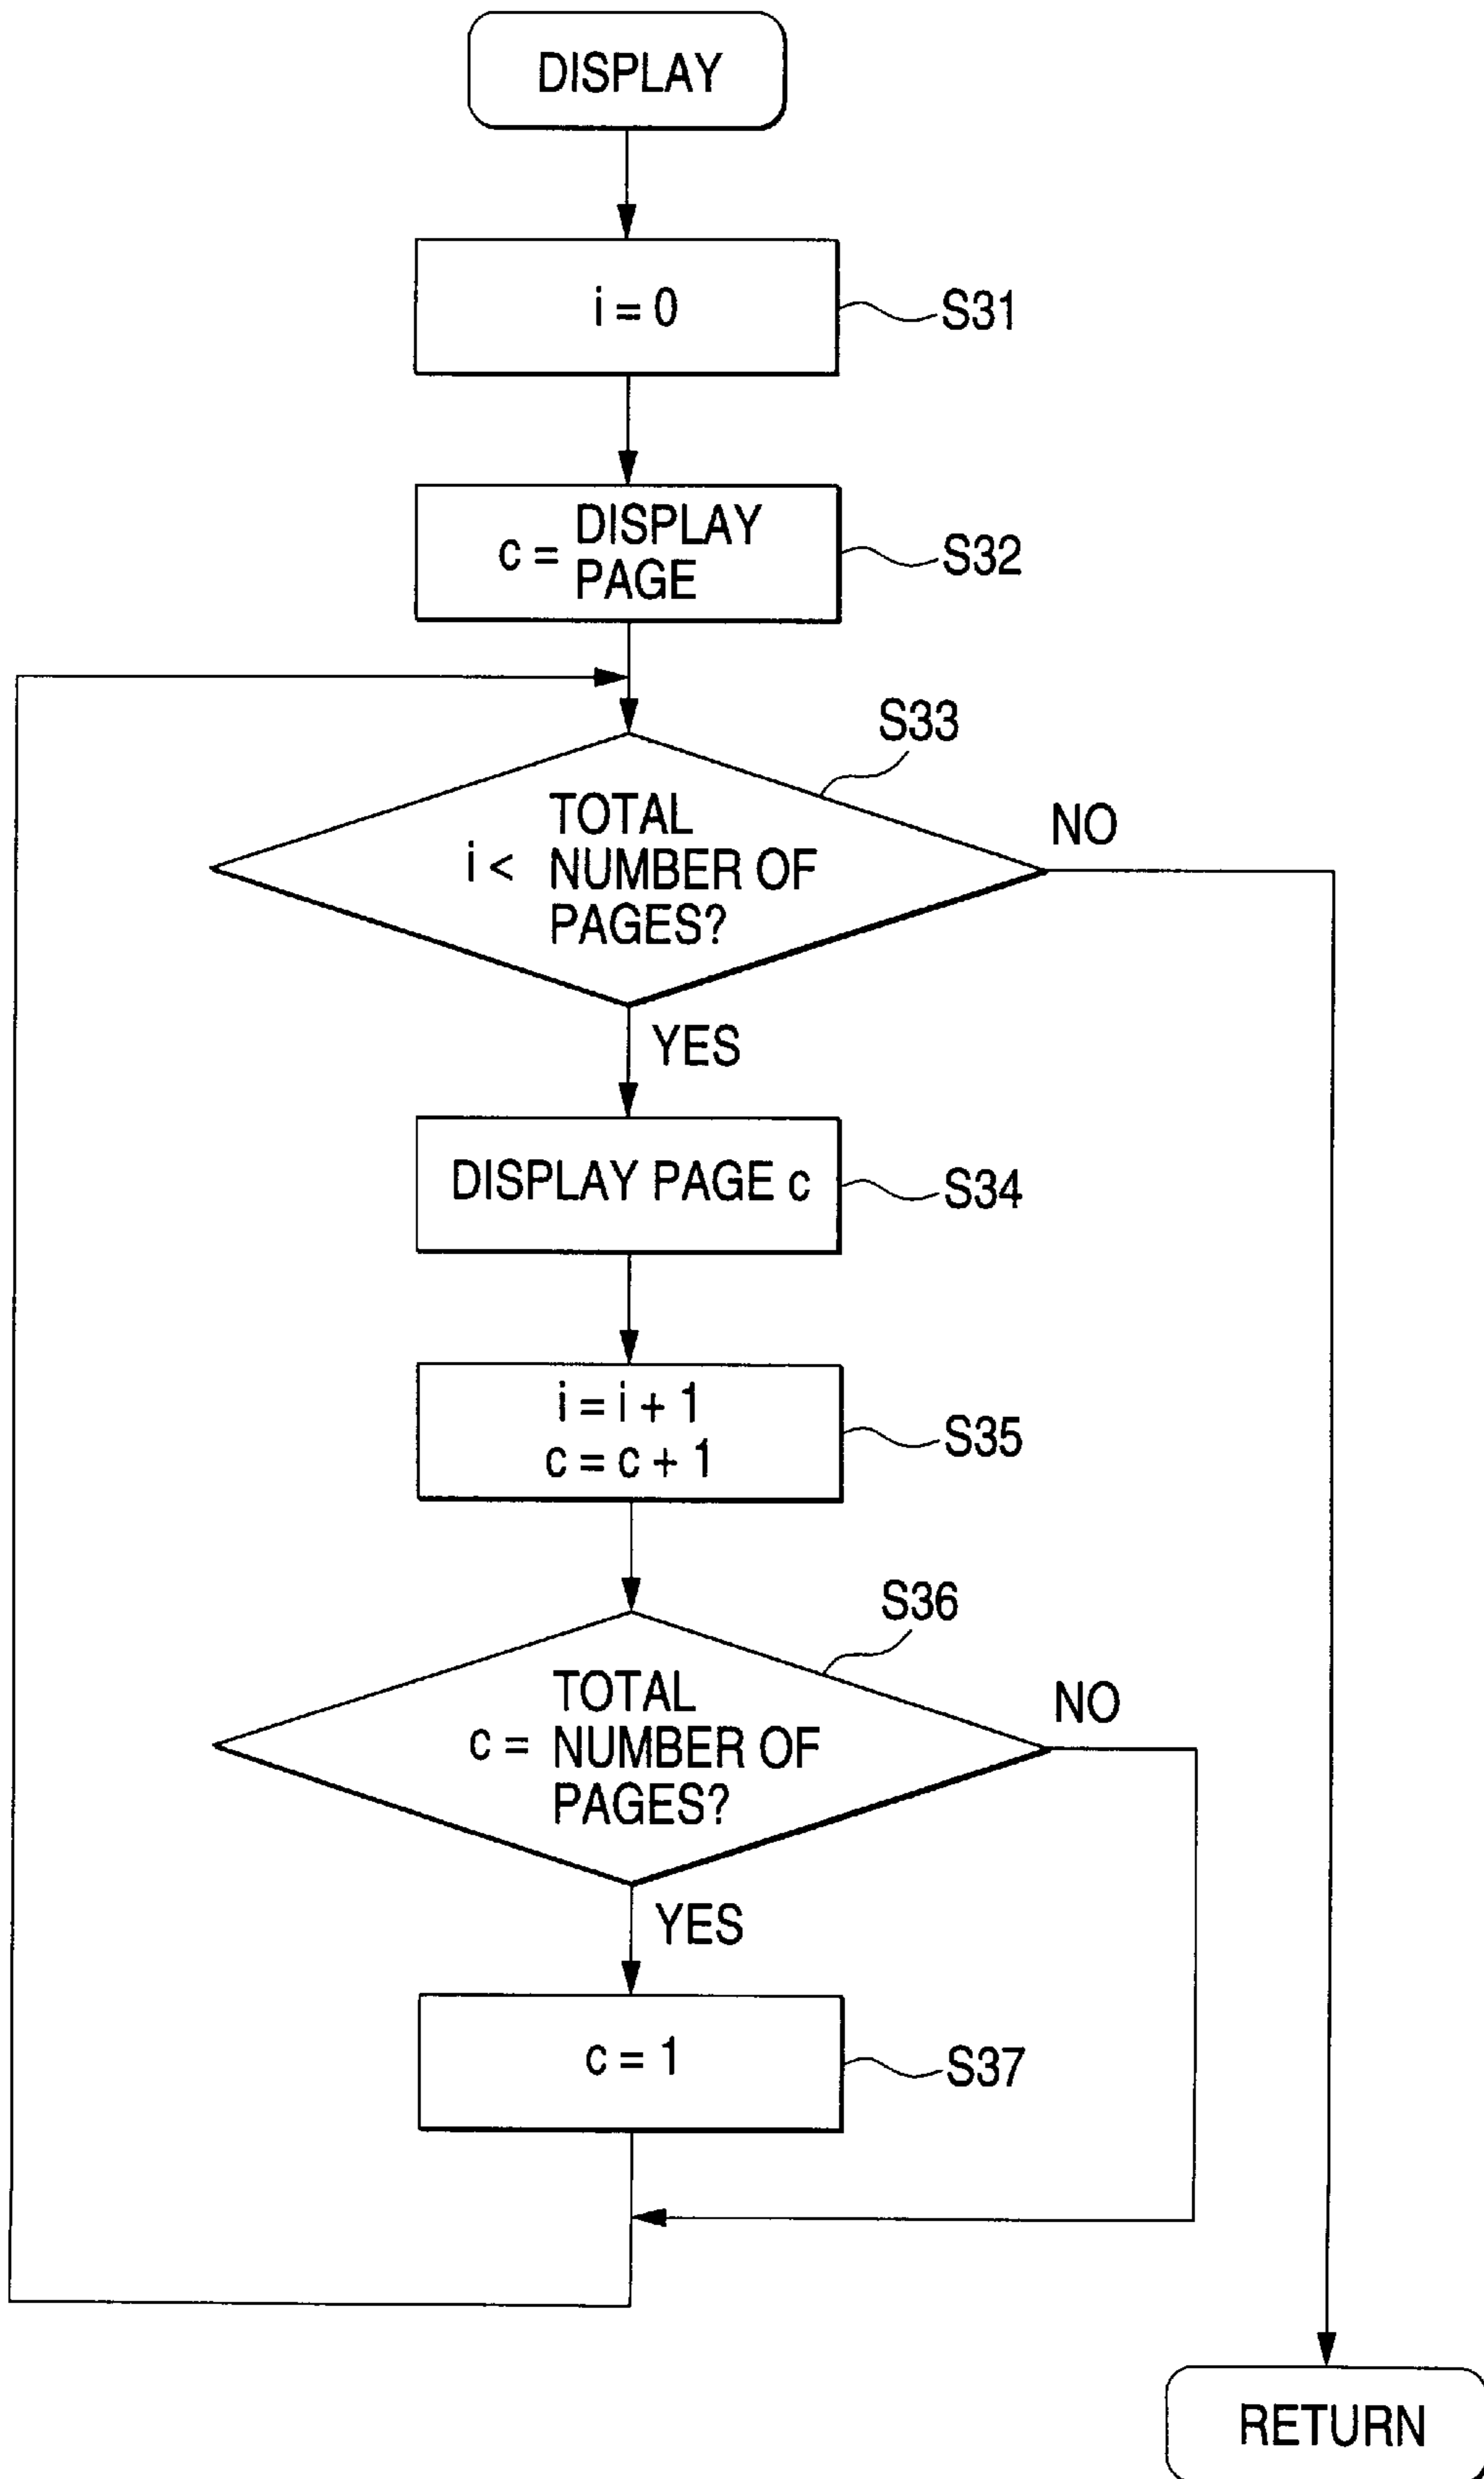 DISPLAY
i = 0
S31
DISPLAY
c =
PAGE
S32
S33
TOTAL
i < NUMBER OF
PAGES?
NO
YES
DISPLAY PAGE c
S34
i = i + 1
c = c + 1
S35
S36
TOTAL
c = NUMBER OF
PAGES?
NO
YES
c = 1
S37
RETURN